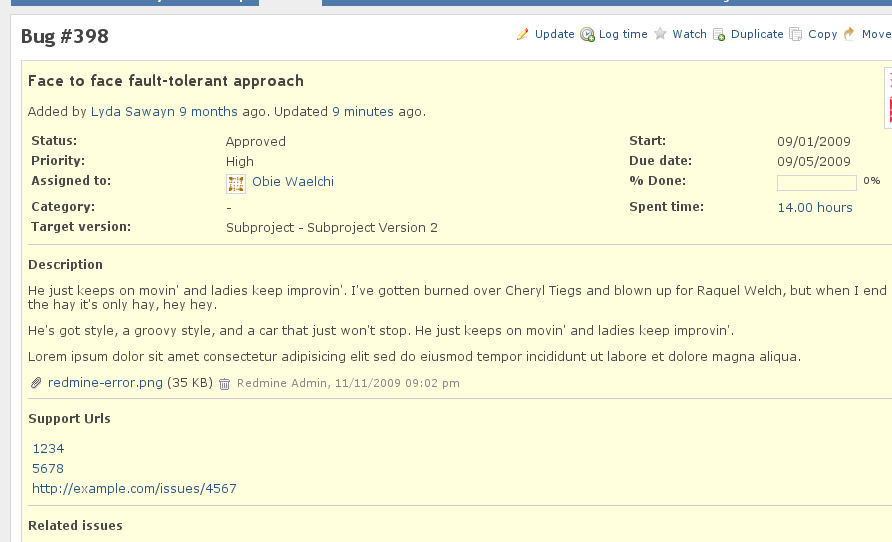 Bug #398
Update Log time Watch Duplicate Copy Move
Face to face fault-tolerant approach
Added by Lyda Sawayn 9 months ago. Updated 9 minutes ago.
Status: Approved Start: 09/01/2009
Priority: High Due date: 09/05/2009
Assigned to: Obie Waelchi % Done: 0%
Category: - Spent time: 14.00 hours
Target version: Subproject - Subproject Version 2
Description
He just keeps on movin' and ladies keep improvin'. I've gotten burned over Cheryl Tiegs and blown up for Raquel Welch, but when I end
the hay it's only hay, hey hey.
He's got style, a groovy style, and a car that just won't stop. He just keeps on movin' and ladies keep improvin'.
Lorem ipsum dolor sit amet consectetur adipisicing elit sed do eiusmod tempor incididunt ut labore et dolore magna aliqua.
redmine-error.png (35 KB) Redmine Admin, 11/11/2009 09:02 pm
Support Urls
1234
5678
http://example.com/issues/4567
Related issues